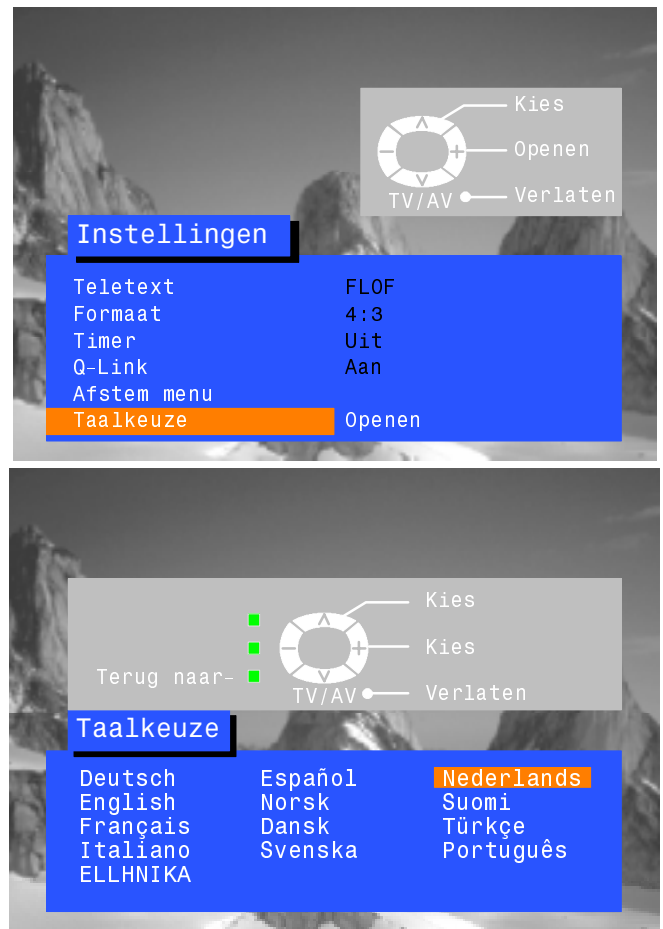 Kies
Openen
TV/AV Verlaten
Instellingen
Teletext FLOF
Formaat 4:3
Timer Uit
Q-Link Aan
Afstem menu
Taalkeuze Openen
Kies
Kies
Terug naar-
TV/AV Verlaten
Taalkeuze
Deutsch Español Nederlands
English Norsk Suomi
Français Dansk Türkçe
Italiano Svenska Português
ELLHNIKA